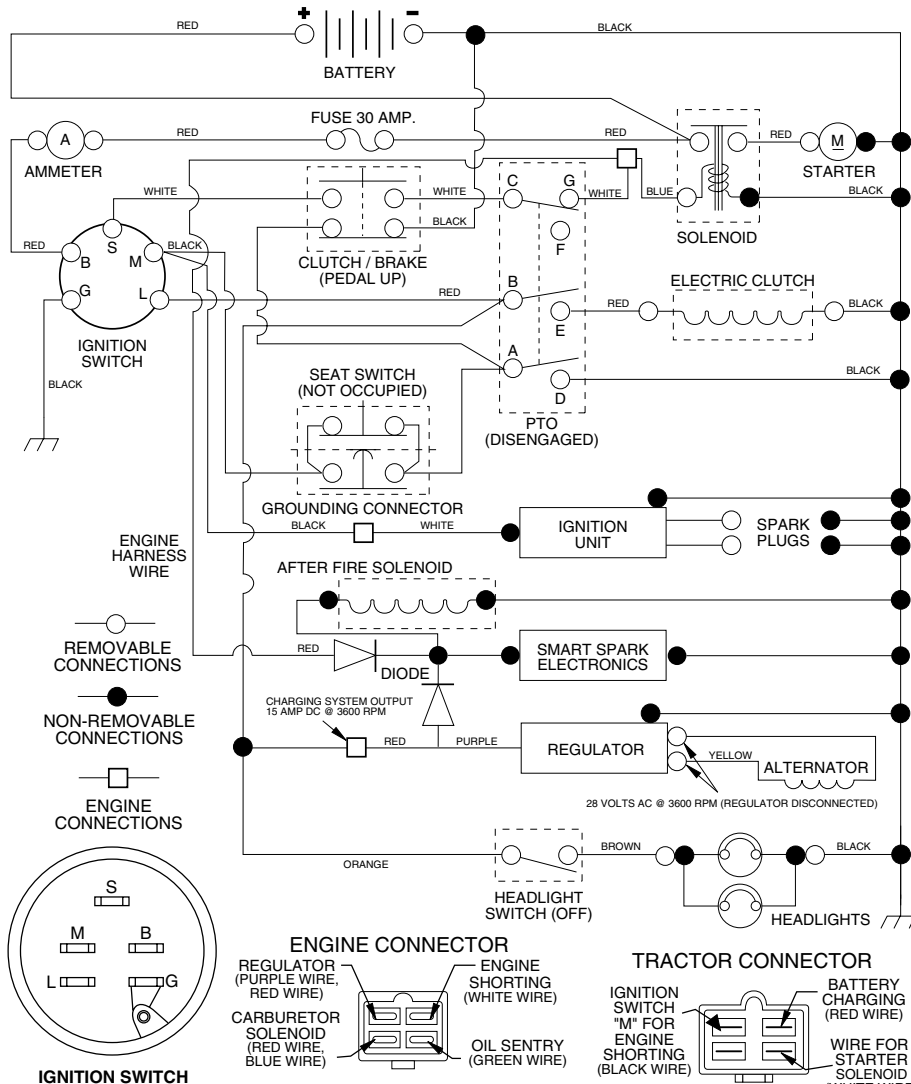 +
-
RED
BLACK
BATTERY
FUSE 30 AMP.
A
RED
RED
RED
M
AMMETER
STARTER
WHITE
WHITE
C
G
WHITE
BLUE
BLACK
S
BLACK
F
SOLENOID
RED
B
M
BLACK
CLUTCH / BRAKE
(PEDAL UP)
G
L
RED
B
RED
ELECTRIC CLUTCH
BLACK
E
IGNITION
SWITCH
A
BLACK
SEAT SWITCH
(NOT OCCUPIED)
BLACK
D
PTO
(DISENGAGED)
GROUNDING CONNECTOR
BLACK
WHITE
IGNITION
UNIT
SPARK
PLUGS
ENGINE
HARNESS
WIRE
AFTER FIRE SOLENOID
REMOVABLE
CONNECTIONS
RED
DIODE
SMART SPARK
ELECTRONICS
NON-REMOVABLE
CONNECTIONS
CHARGING SYSTEM OUTPUT
15 AMP DC @ 3600 RPM
RED
PURPLE
REGULATOR
YELLOW
ALTERNATOR
ENGINE
CONNECTIONS
28 VOLTS AC @ 3600 RPM (REGULATOR DISCONNECTED)
ORANGE
BROWN
BLACK
HEADLIGHT
SWITCH (OFF)
HEADLIGHTS
S
M
B
L
G
IGNITION SWITCH
ENGINE CONNECTOR
REGULATOR
(PURPLE WIRE,
RED WIRE)
ENGINE
SHORTING
(WHITE WIRE)
CARBURETOR
SOLENOID
(RED WIRE,
BLUE WIRE)
OIL SENTRY
(GREEN WIRE)
TRACTOR CONNECTOR
IGNITION
SWITCH
"M" FOR
ENGINE
SHORTING
(BLACK WIRE)
BATTERY
CHARGING
(RED WIRE)
WIRE FOR
STARTER
SOLENOID